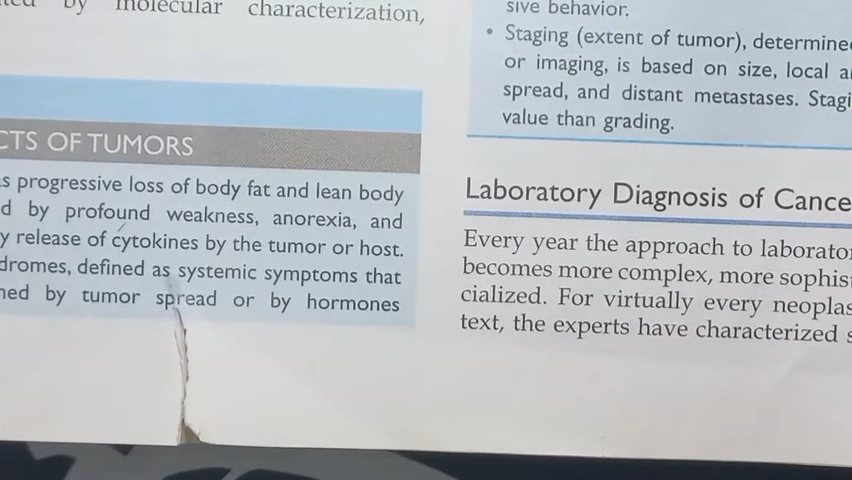 by molecular characterization,
CTS OF TUMORS
s progressive loss of body fat and lean body
d by profound weakness, anorexia, and
y release of cytokines by the tumor or host.
dromes, defined as systemic symptoms that
ned by tumor spread or by hormones
sive behavior.
• Staging (extent of tumor), determine
or imaging, is based on size, local a
spread, and distant metastases. Stagi
value than grading.
Laboratory Diagnosis of Cance
Every year the approach to laborato
becomes more complex, more sophist
cialized. For virtually every neoplas
text, the experts have characterized s